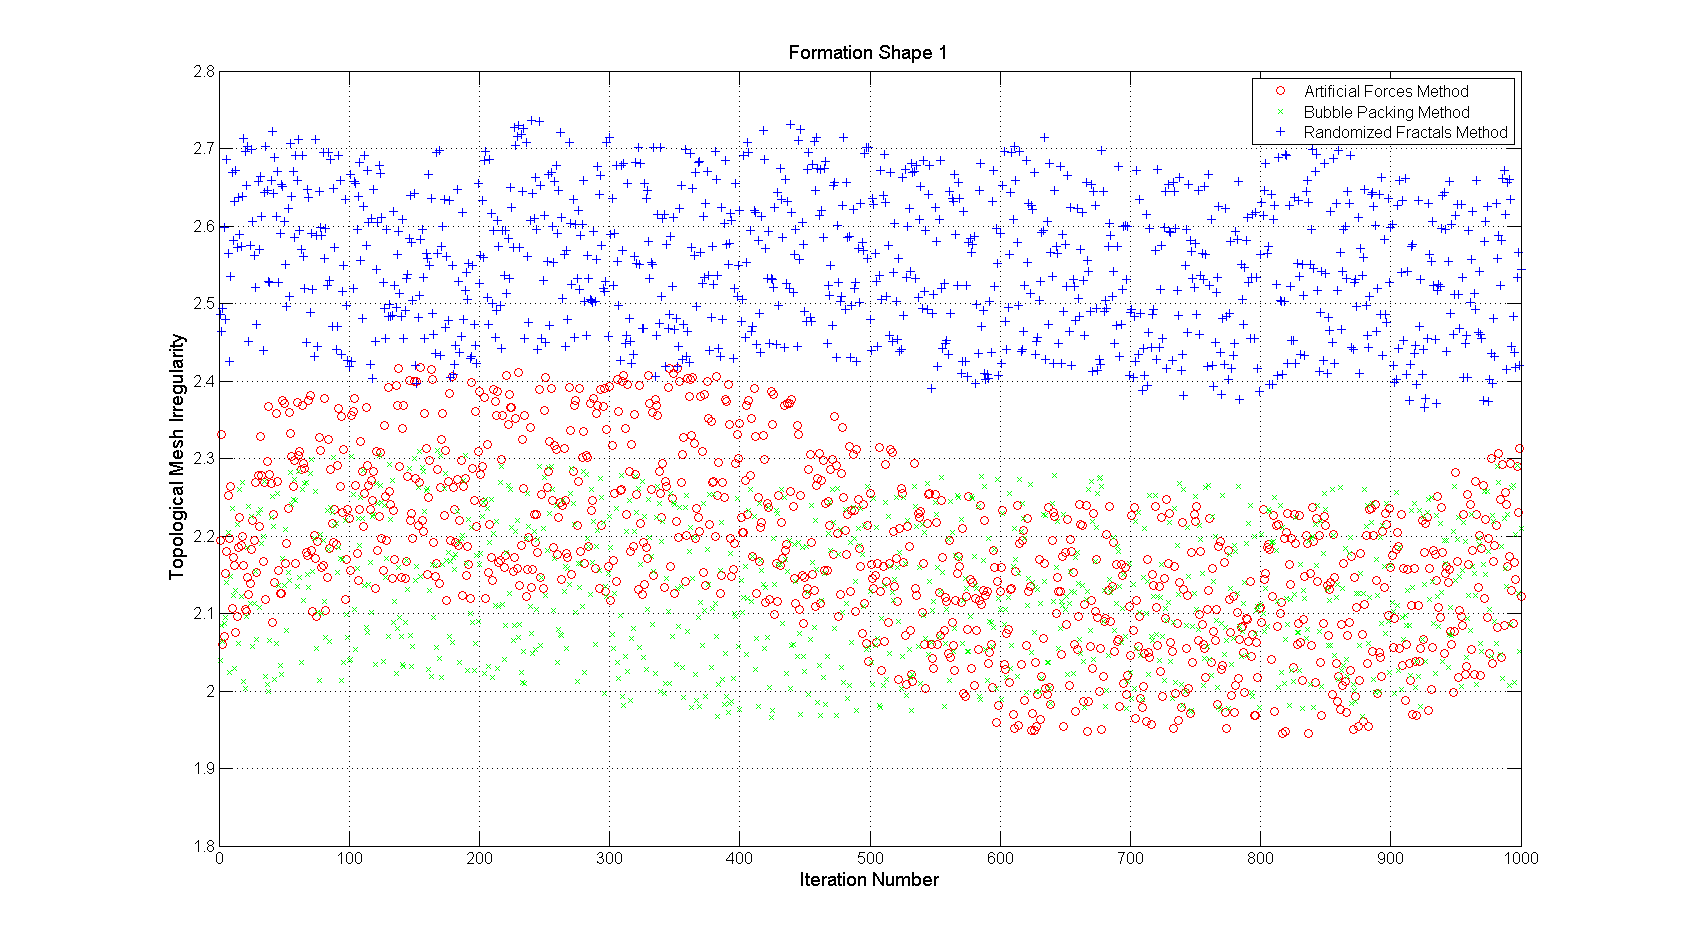 Formation Shape 1
Artificial Forces Method
Bubble Packing Method
Randomized Fractals Method
Topological Mesh Irregularity
2.8
2.7
2.6
2.5
2.4
2.3
2.2
2.1
2
1.9
1.8
0 100 200 300 400 500 600 700 800 900 1000
Iteration Number